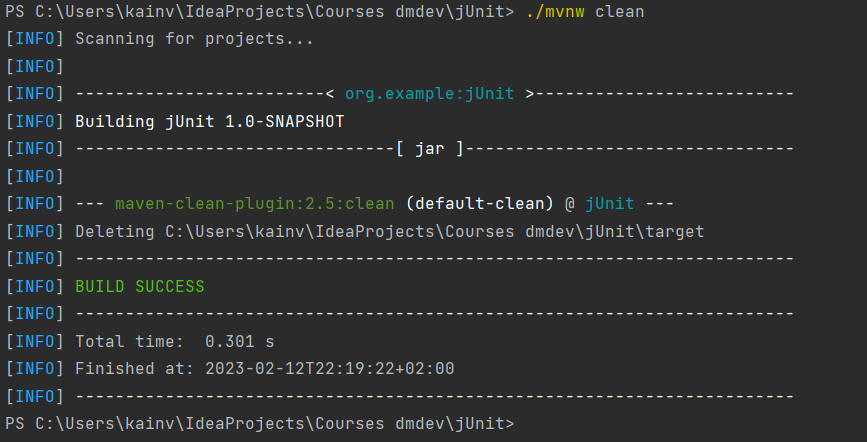 PS C:\Users\kainv\IdeaProjects\Courses dmdev\jUnit> ./mvnw clean
[INFO] Scanning for projects...
[INFO]
[INFO] -------------------------< org.example:jUnit >--------------------------
[INFO] Building jUnit 1.0-SNAPSHOT
[INFO] --------------------------------[ jar ]---------------------------------
[INFO]
[INFO] --- maven-clean-plugin:2.5:clean (default-clean) @ jUnit ---
[INFO] Deleting C:\Users\kainv\IdeaProjects\Courses dmdev\jUnit\target
[INFO] ------------------------------------------------------------------------
[INFO] BUILD SUCCESS
[INFO] ------------------------------------------------------------------------
[INFO] Total time:  0.301 s
[INFO] Finished at: 2023-02-12T22:19:22+02:00
[INFO] ------------------------------------------------------------------------
PS C:\Users\kainv\IdeaProjects\Courses dmdev\jUnit>